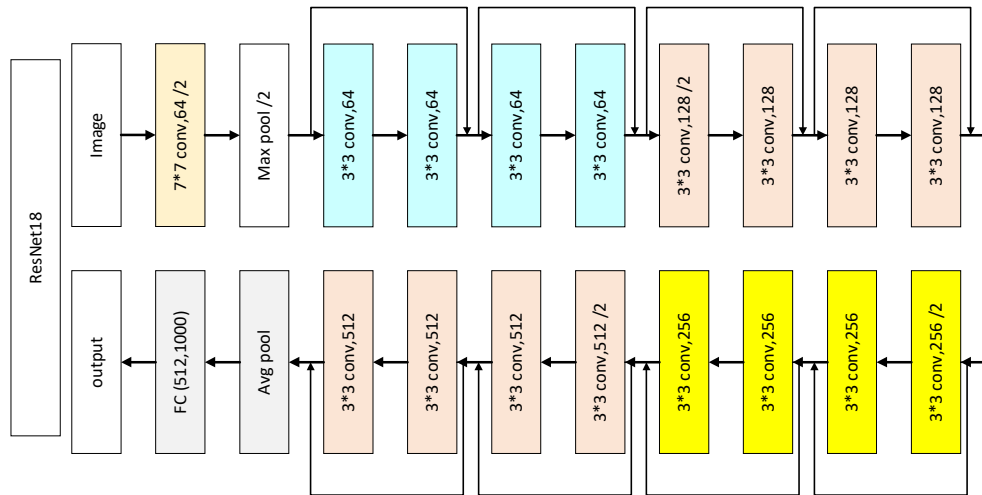 ResNet18
Image
7*7 conv,64 /2
Max pool /2
3*3 conv,64
3*3 conv,64
3*3 conv,64
3*3 conv,64
3*3 conv,128 /2
3*3 conv,128
3*3 conv,128
3*3 conv,128
3*3 conv,256 /2
3*3 conv,256
3*3 conv,256
3*3 conv,256
3*3 conv,512 /2
3*3 conv,512
3*3 conv,512
3*3 conv,512
Avg pool
FC (512,1000)
output